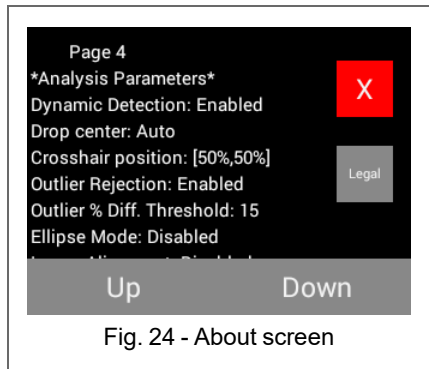 Page 4
*Analysis Parameters*
Dynamic Detection: Enabled
X
Drop center: Auto
Crosshair position: [50%,50%]
Outlier Rejection: Enabled
Legal
Outlier % Diff. Threshold: 15
Ellipse Mode: Disabled
Up Down
Fig. 24 - About screen